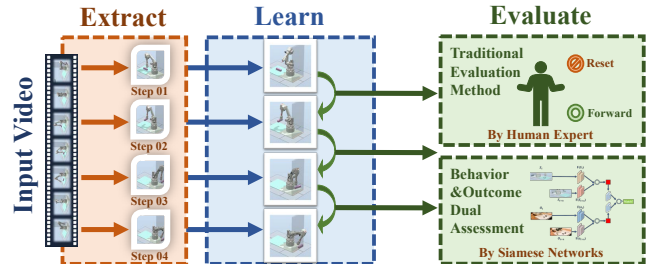 Extract
Learn
Evaluate
Input Video
Step 01
Step 02
Step 03
Step 04
Traditional
Evaluation
Method
Reset
Forward
By Human Expert
Behavior
&Outcome
Dual
Assessment
By Siamese Networks